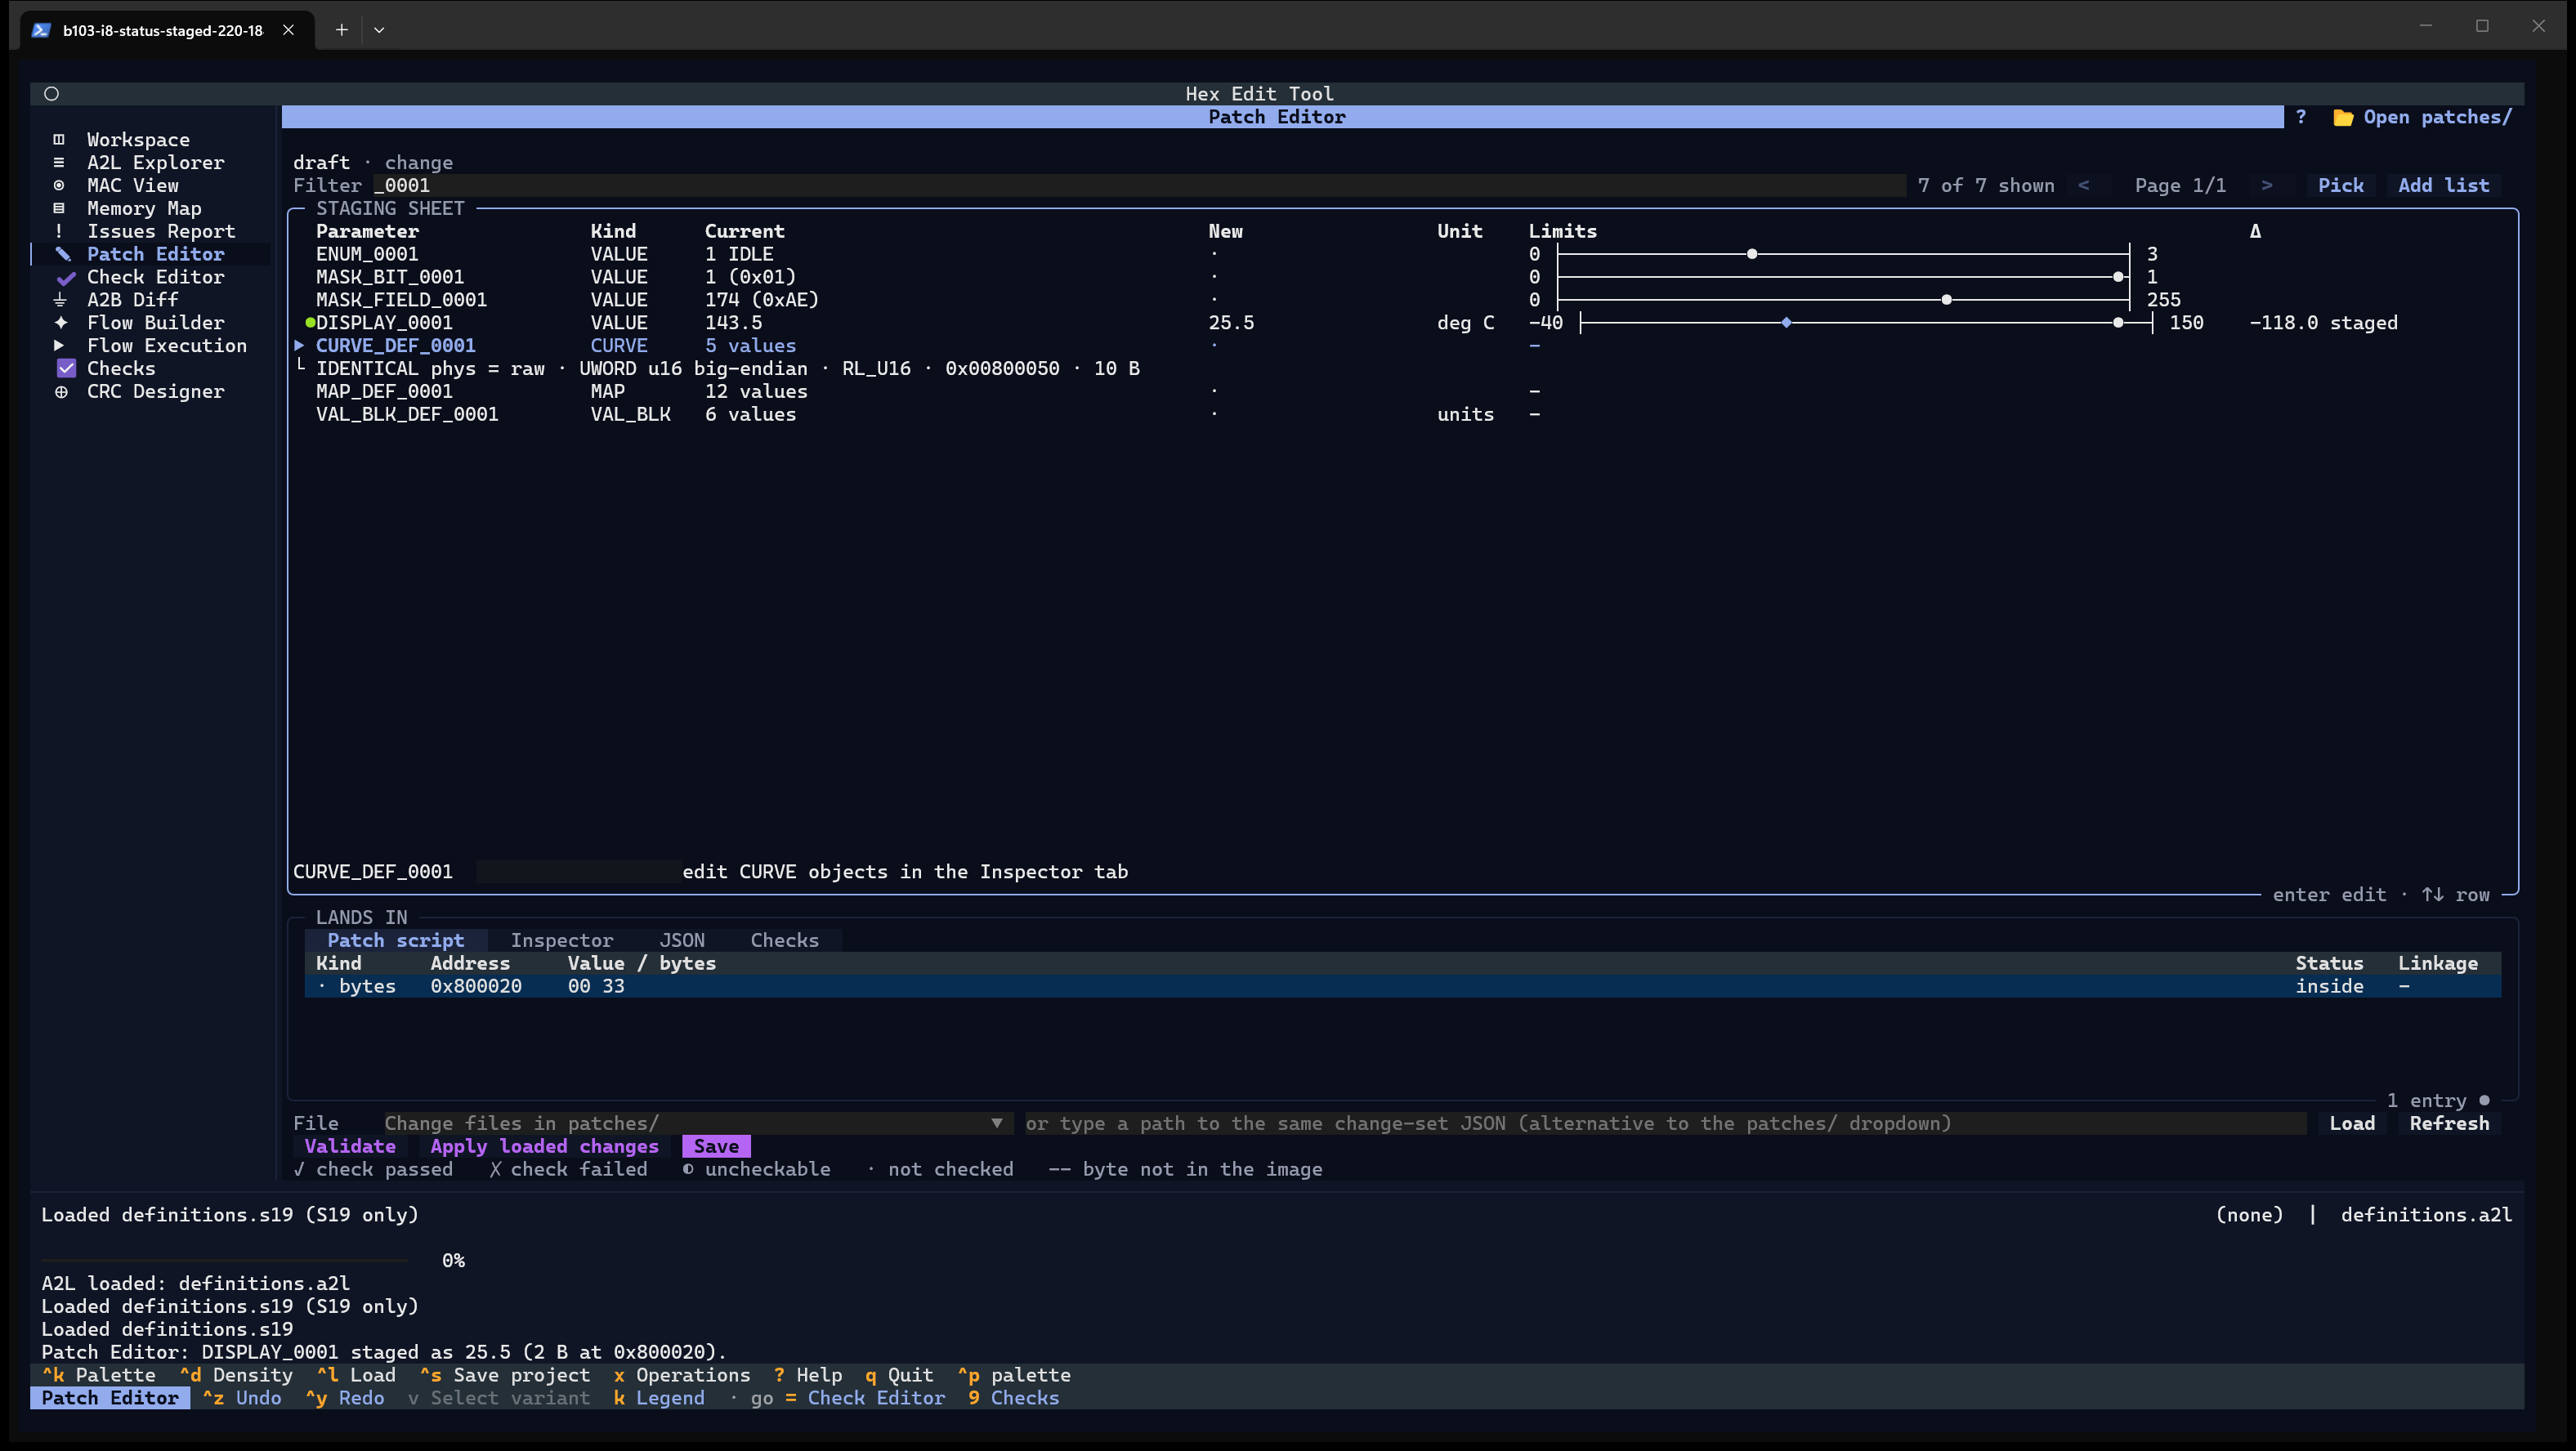 b103-i8-status-staged-220-18
Hex Edit Tool
Patch Editor ? Open patches/
Workspace
A2L Explorer
MAC View
Memory Map
! Issues Report
Patch Editor
Check Editor
A2B Diff
Flow Builder
Flow Execution
Checks
CRC Designer
draft · change
Filter _0001 7 of 7 shown < Page 1/1 > Pick Add list
STAGING SHEET
Parameter Kind Current New Unit Limits Δ
ENUM_0001 VALUE 1 IDLE · 0 3
MASK_BIT_0001 VALUE 1 (0x01) · 0 1
MASK_FIELD_0001 VALUE 174 (0xAE) · 0 255
●DISPLAY_0001 VALUE 143.5 25.5 deg C -40 150 -118.0 staged
▶ CURVE_DEF_0001 CURVE 5 values · -
└ IDENTICAL phys = raw · UWORD u16 big-endian · RL_U16 · 0x00800050 · 10 B
MAP_DEF_0001 MAP 12 values · -
VAL_BLK_DEF_0001 VAL_BLK 6 values · units -
CURVE_DEF_0001 edit CURVE objects in the Inspector tab
enter edit · ↑↓ row
LANDS IN
Patch script Inspector JSON Checks
Kind Address Value / bytes Status Linkage
· bytes 0x800020 00 33 inside -
1 entry ●
File Change files in patches/ ▼ or type a path to the same change-set JSON (alternative to the patches/ dropdown) Load Refresh
Validate Apply loaded changes Save
√ check passed ╳ check failed ◐ uncheckable · not checked -- byte not in the image
Loaded definitions.s19 (S19 only) (none) | definitions.a2l
0%
A2L loaded: definitions.a2l
Loaded definitions.s19 (S19 only)
Loaded definitions.s19
Patch Editor: DISPLAY_0001 staged as 25.5 (2 B at 0x800020).
^k Palette ^d Density ^l Load ^s Save project x Operations ? Help q Quit ^p palette
Patch Editor ^z Undo ^y Redo v Select variant k Legend · go = Check Editor 9 Checks